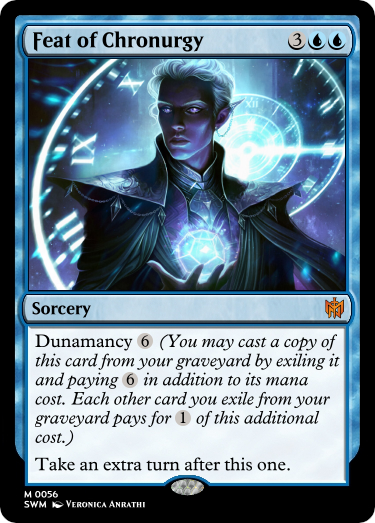 Feat of Chronurgy 3
IX
Sorcery
Dunamancy 6 (You may cast a copy of
this card from your graveyard by exiling it
and paying 6 in addition to its mana
cost. Each other card you exile from your
graveyard pays for 1 of this additional
cost.)
Take an extra turn after this one.
M 0056
SWM Veronica Anrathi